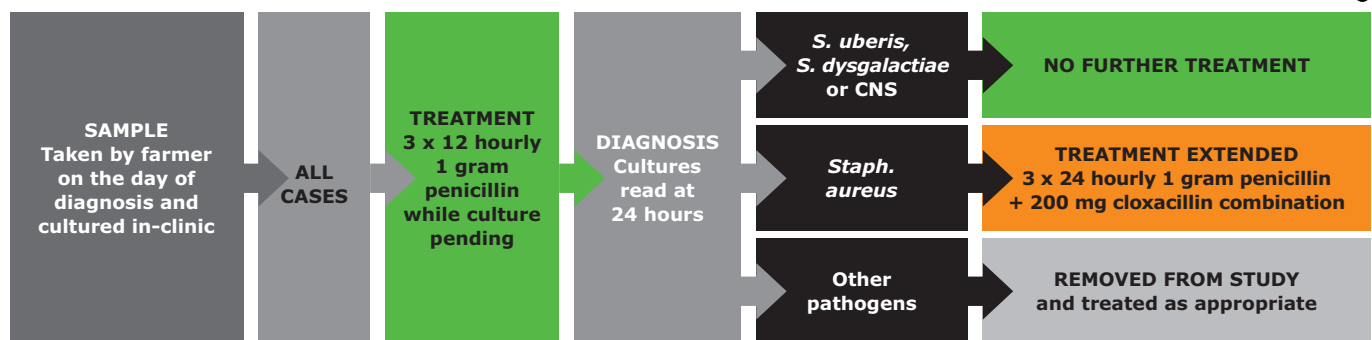 SAMPLE
Taken by farmer
on the day of
diagnosis and
cultured in-clinic
ALL
CASES
TREATMENT
3 x 12 hourly
1 gram
penicillin
while culture
pending
DIAGNOSIS
Cultures
read at
24 hours
S. uberis,
S. dysgalactiae
or CNS
NO FURTHER TREATMENT
Staph.
aureus
TREATMENT EXTENDED
3 x 24 hourly 1 gram penicillin
+ 200 mg cloxacillin combination
Other
pathogens
REMOVED FROM STUDY
and treated as appropriate